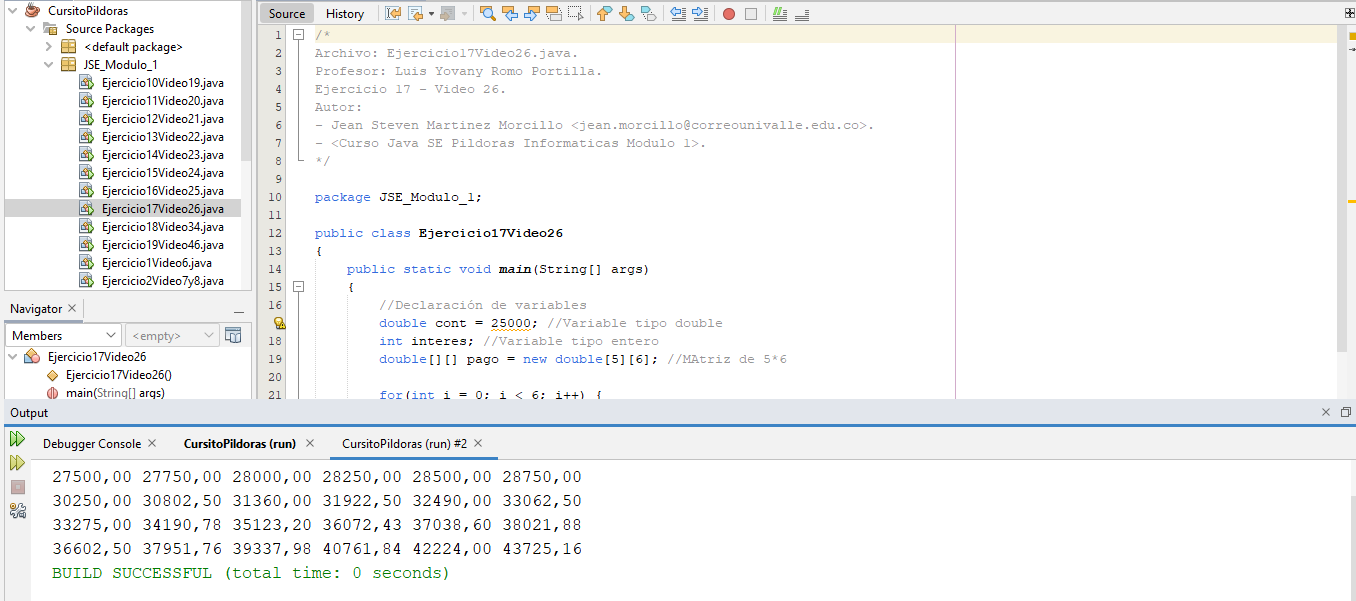 CursitoPildoras
Source Packages
<default package>
JSE_Modulo_1
Ejercicio10Video19.java
Ejercicio11Video20.java
Ejercicio12Video21.java
Ejercicio13Video22.java
Ejercicio14Video23.java
Ejercicio15Video24.java
Ejercicio16Video25.java
Ejercicio17Video26.java
Ejercicio18Video34.java
Ejercicio19Video46.java
Ejercicio1Video6.java
Ejercicio2Video7y8.java
Navigator
Members <empty>
Ejercicio17Video26
Ejercicio17Video26()
main(String[] args)
Source History
1 /*
2 Archivo: Ejercicio17Video26.java.
3 Profesor: Luis Yovany Romo Portilla.
4 Ejercicio 17 - Video 26.
5 Autor:
6 - Jean Steven Martinez Morcillo <jean.morcillo@correounivalle.edu.co>.
7 - <Curso Java SE Pildoras Informaticas Modulo 1>.
8 */
9
10 package JSE_Modulo_1;
11
12 public class Ejercicio17Video26
13 {
14 public static void main(String[] args)
15 {
16 //Declaración de variables
double cont = 25000; //Variable tipo double
18 int interes; //Variable tipo entero
19 double[][] pago = new double[5][6]; //MAtriz de 5*6
20
21 for(int i = 0; i < 6; i++) {
Output
Debugger Console CursitoPildoras (run) CursitoPildoras (run) #2
27500,00 27750,00 28000,00 28250,00 28500,00 28750,00
30250,00 30802,50 31360,00 31922,50 32490,00 33062,50
33275,00 34190,78 35123,20 36072,43 37038,60 38021,88
36602,50 37951,76 39337,98 40761,84 42224,00 43725,16
BUILD SUCCESSFUL (total time: 0 seconds)